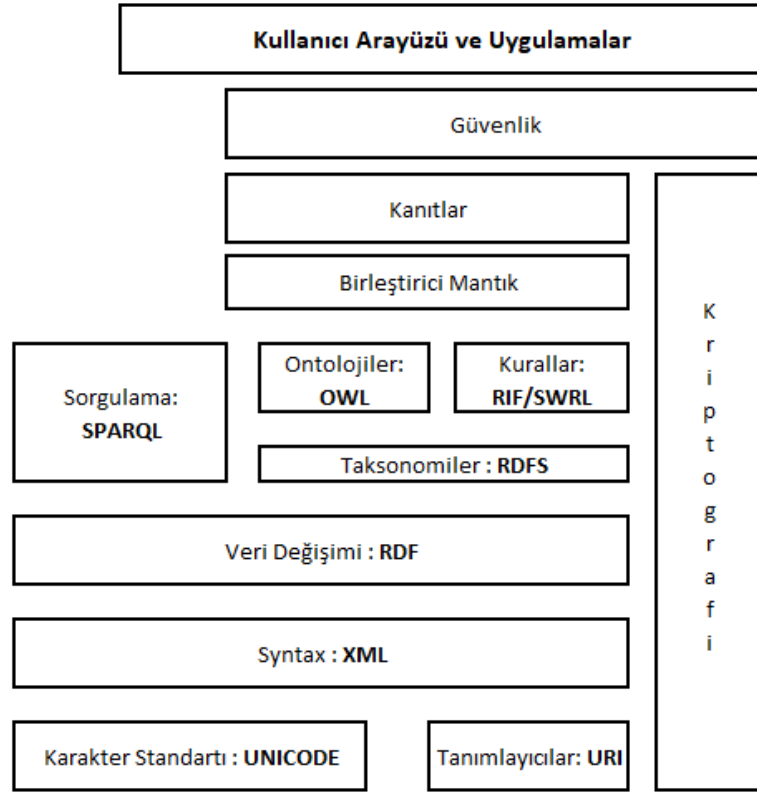 Kullanıcı Arayüzü ve Uygulamalar
Güvenlik
Kanıtlar
Birleştirici Mantık
Kriptografi
Sorgulama:
SPARQL
Ontolojiler:
OWL
Kurallar:
RIF/SWRL
Taksonomiler : RDFS
Veri Değişimi : RDF
Syntax : XML
Karakter Standartı : UNICODE
Tanımlayıcılar: URI